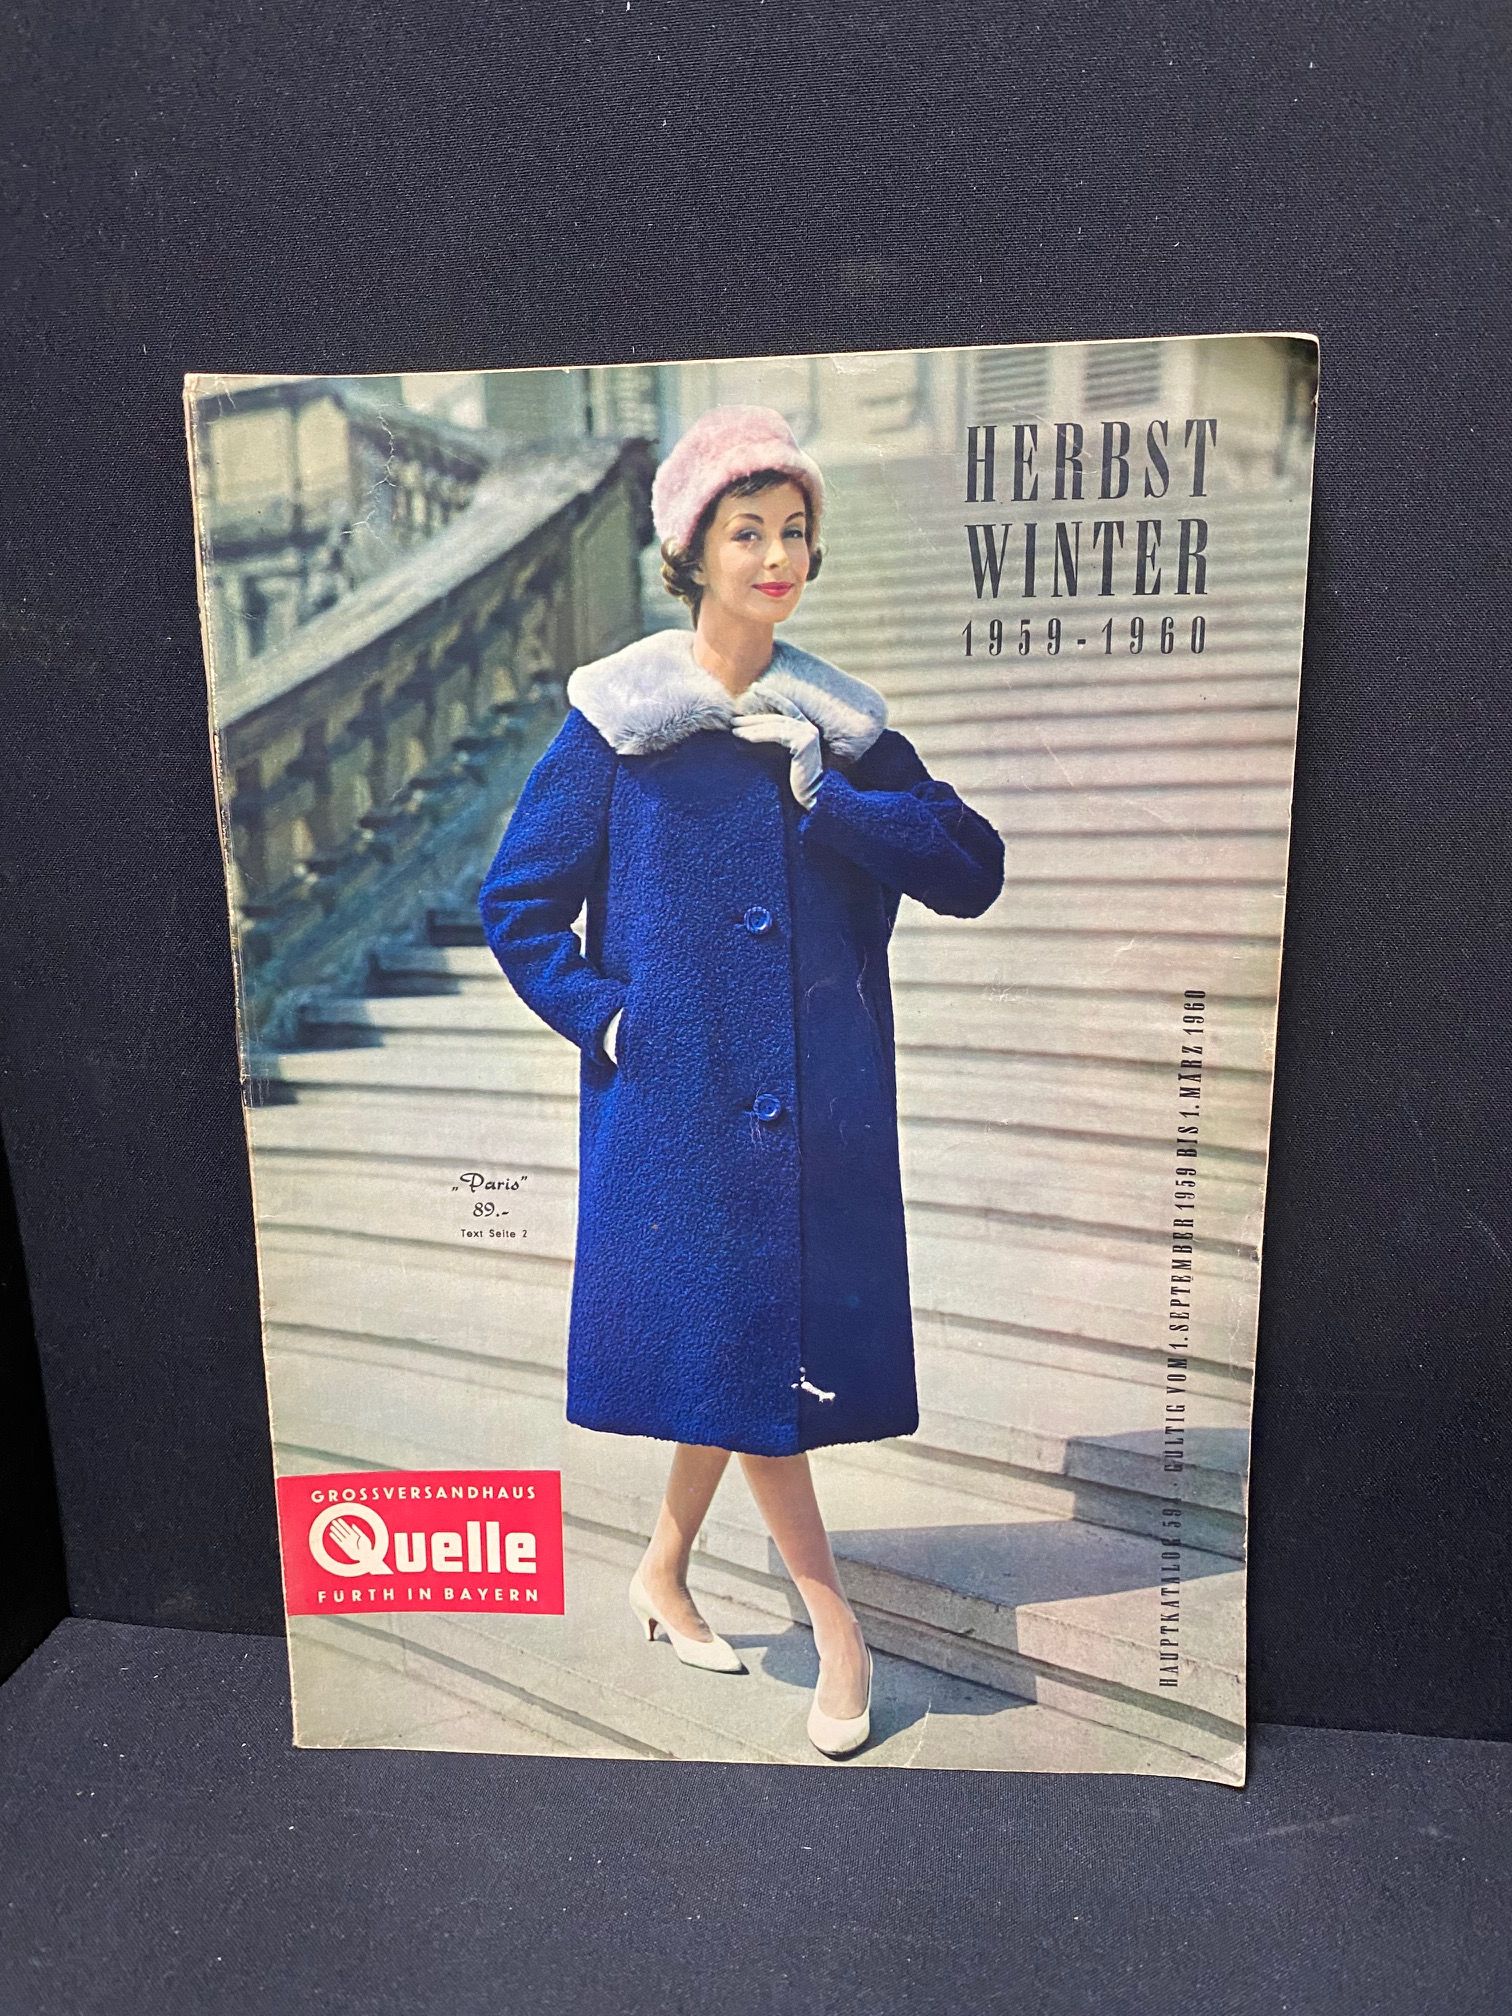 HERBST
WINTER
1959-1960
„Paris"
89.-
Text Seite 2
GROSSVERSANDHAUS
Quelle
FÜRTH IN BAYERN
HAUPTKATALOG 59 . GÜLTIG VOM 1. SEPTEMBER 1959 BIS 1. MÄRZ 1960